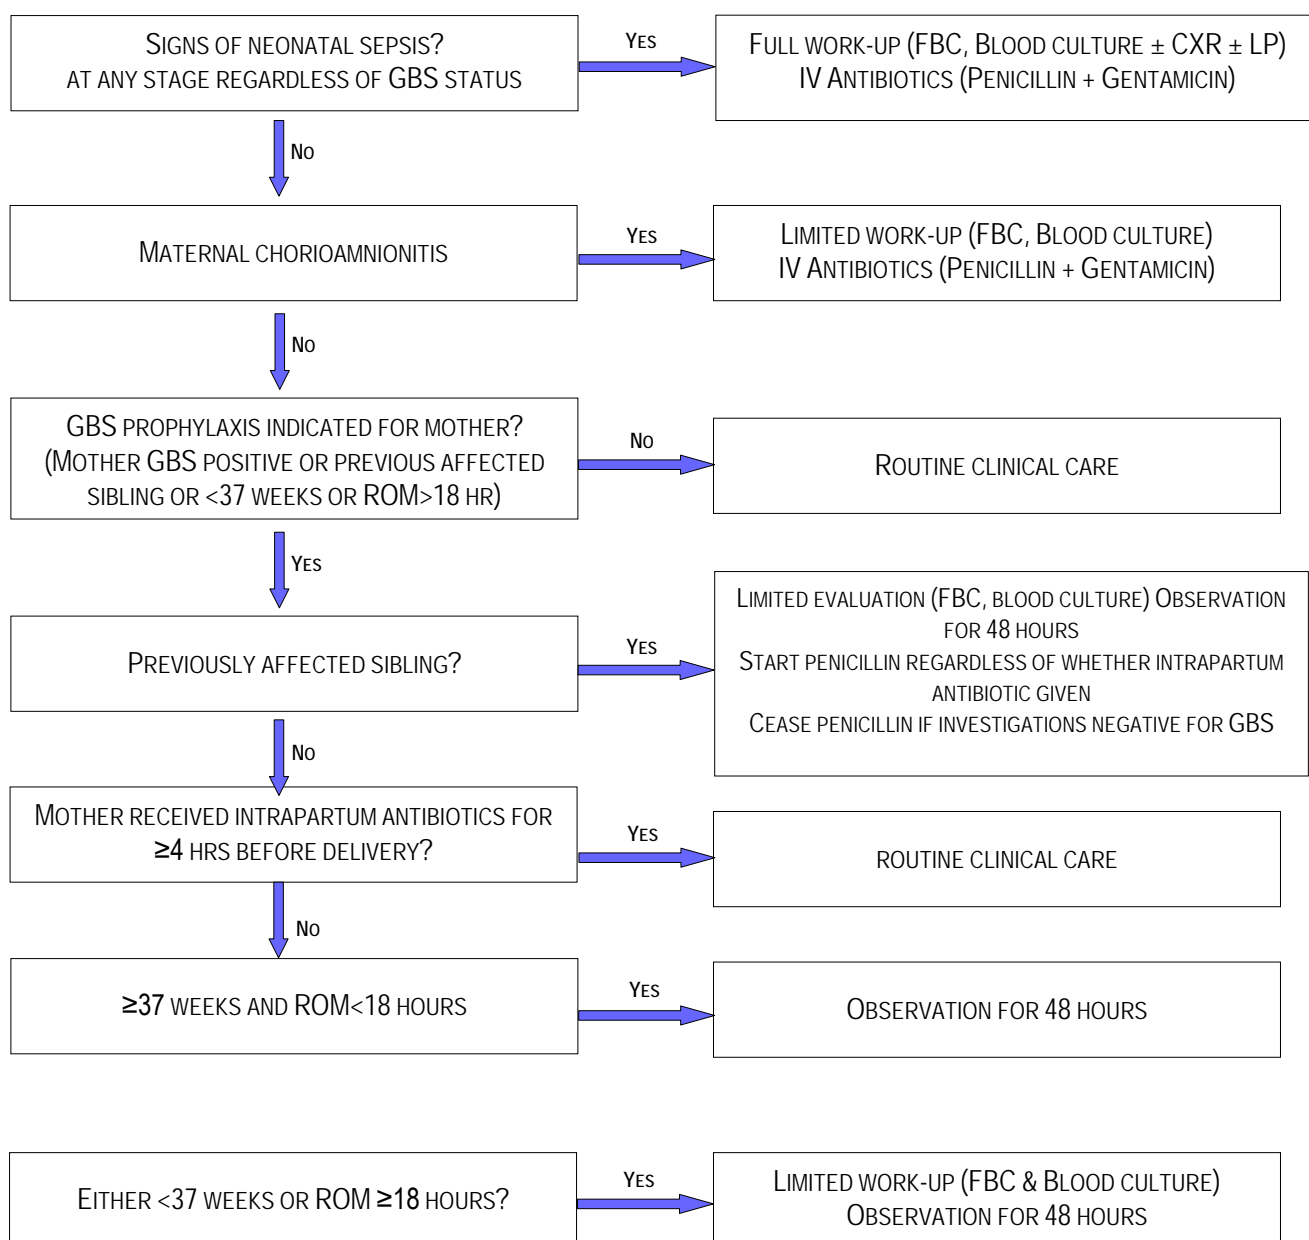 SIGNS OF NEONATAL SEPSIS?
AT ANY STAGE REGARDLESS OF GBS STATUS
YES
FULL WORK-UP (FBC, BLOOD CULTURE ± CXR ± LP)
IV ANTIBIOTICS (PENICILLIN + GENTAMICIN)
NO
MATERNAL CHORIOAMNIONITIS
YES
LIMITED WORK-UP (FBC, BLOOD CULTURE)
IV ANTIBIOTICS (PENICILLIN + GENTAMICIN)
NO
GBS PROPHYLAXIS INDICATED FOR MOTHER?
(MOTHER GBS POSITIVE OR PREVIOUS AFFECTED
SIBLING OR <37 WEEKS OR ROM>18 HR)
NO
ROUTINE CLINICAL CARE
YES
PREVIOUSLY AFFECTED SIBLING?
YES
LIMITED EVALUATION (FBC, BLOOD CULTURE) OBSERVATION
FOR 48 HOURS
START PENICILLIN REGARDLESS OF WHETHER INTRAPARTUM
ANTIBIOTIC GIVEN
CEASE PENICILLIN IF INVESTIGATIONS NEGATIVE FOR GBS
NO
MOTHER RECEIVED INTRAPARTUM ANTIBIOTICS FOR
≥4 HRS BEFORE DELIVERY?
YES
ROUTINE CLINICAL CARE
NO
≥37 WEEKS AND ROM<18 HOURS
YES
OBSERVATION FOR 48 HOURS
EITHER <37 WEEKS OR ROM ≥18 HOURS?
YES
LIMITED WORK-UP (FBC & BLOOD CULTURE)
OBSERVATION FOR 48 HOURS